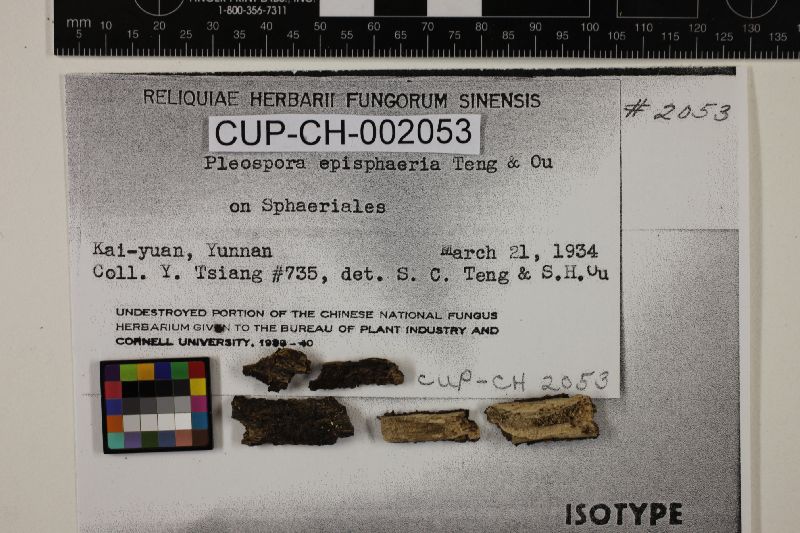 1-800-356-7311
mm 5 10 15 20 25 30 35 40 45 50 55 60 65 70 75 80 85 90 95 100 105 110 115 120 125 130 135
RELIQUIAE HERBARII FUNGORUM SINENSIS
# 2053
CUP-CH-002053
Pleospora episphaeria Teng & Ou
on Sphaeriales
Kai-yuan, Yunnan March 21, 1934
Coll. Y. Tsiang #735, det. S. C. Teng & S.H.Ou
UNDESTROYED PORTION OF THE CHINESE NATIONAL FUNGUS
HERBARIUM GIVEN TO THE BUREAU OF PLANT INDUSTRY AND
CORNELL UNIVERSITY, 1939-40
CUP-CH 2053
ISOTYPE